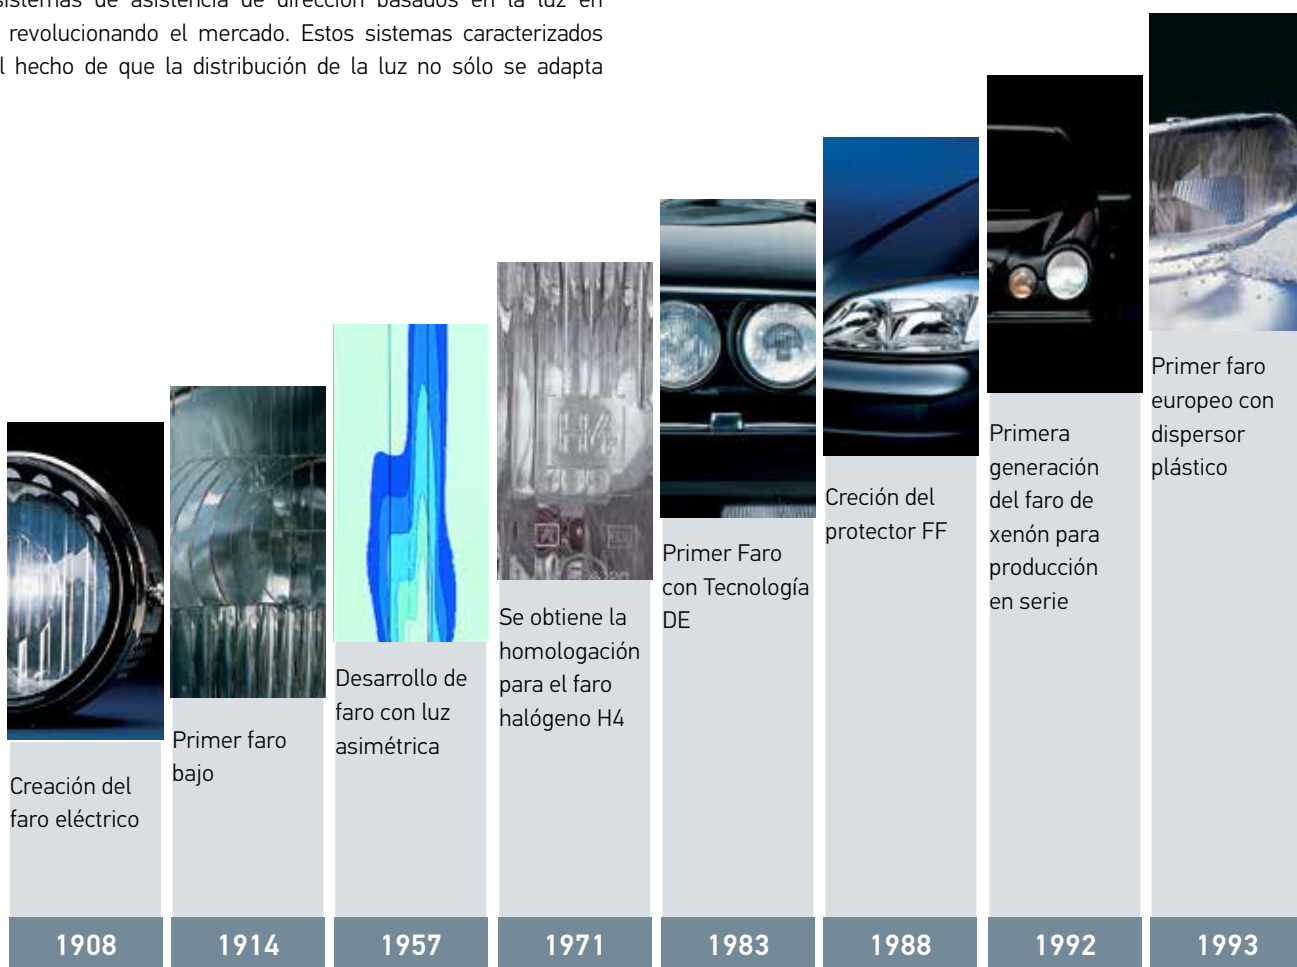 sistemas de asistencia de dirección basados en la luz en
revolucionando el mercado. Estos sistemas caracterizados
l hecho de que la distribución de la luz no sólo se adapta
Creación del
faro eléctrico
1908
Primer faro
bajo
1914
Desarrollo de
faro con luz
asimétrica
1957
H4
Se obtiene la
homologación
para el faro
halógeno H4
1971
Primer Faro
con Tecnología
DE
1983
Creción del
protector FF
1988
Primera
generación
del faro de
xenón para
producción
en serie
1992
Primer faro
europeo con
dispersor
plástico
1993